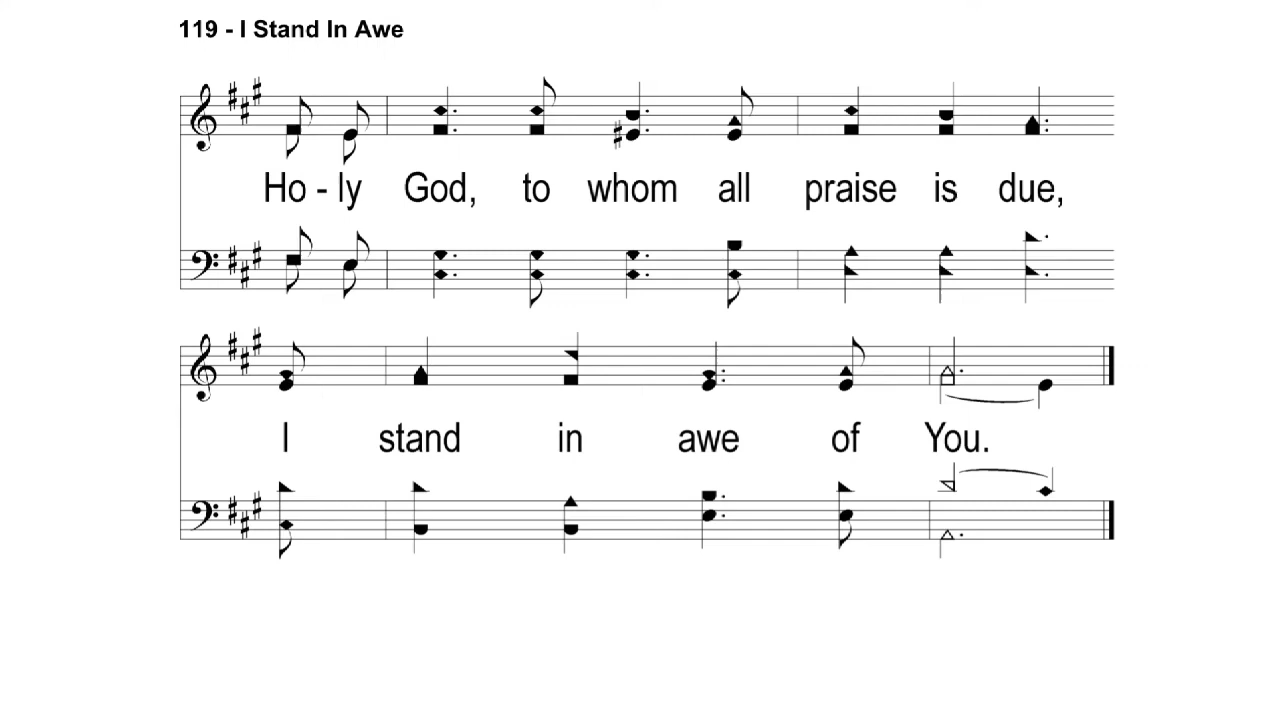 119 - I Stand In Awe
Ho - ly God, to whom all praise is due,
I stand in awe of You.